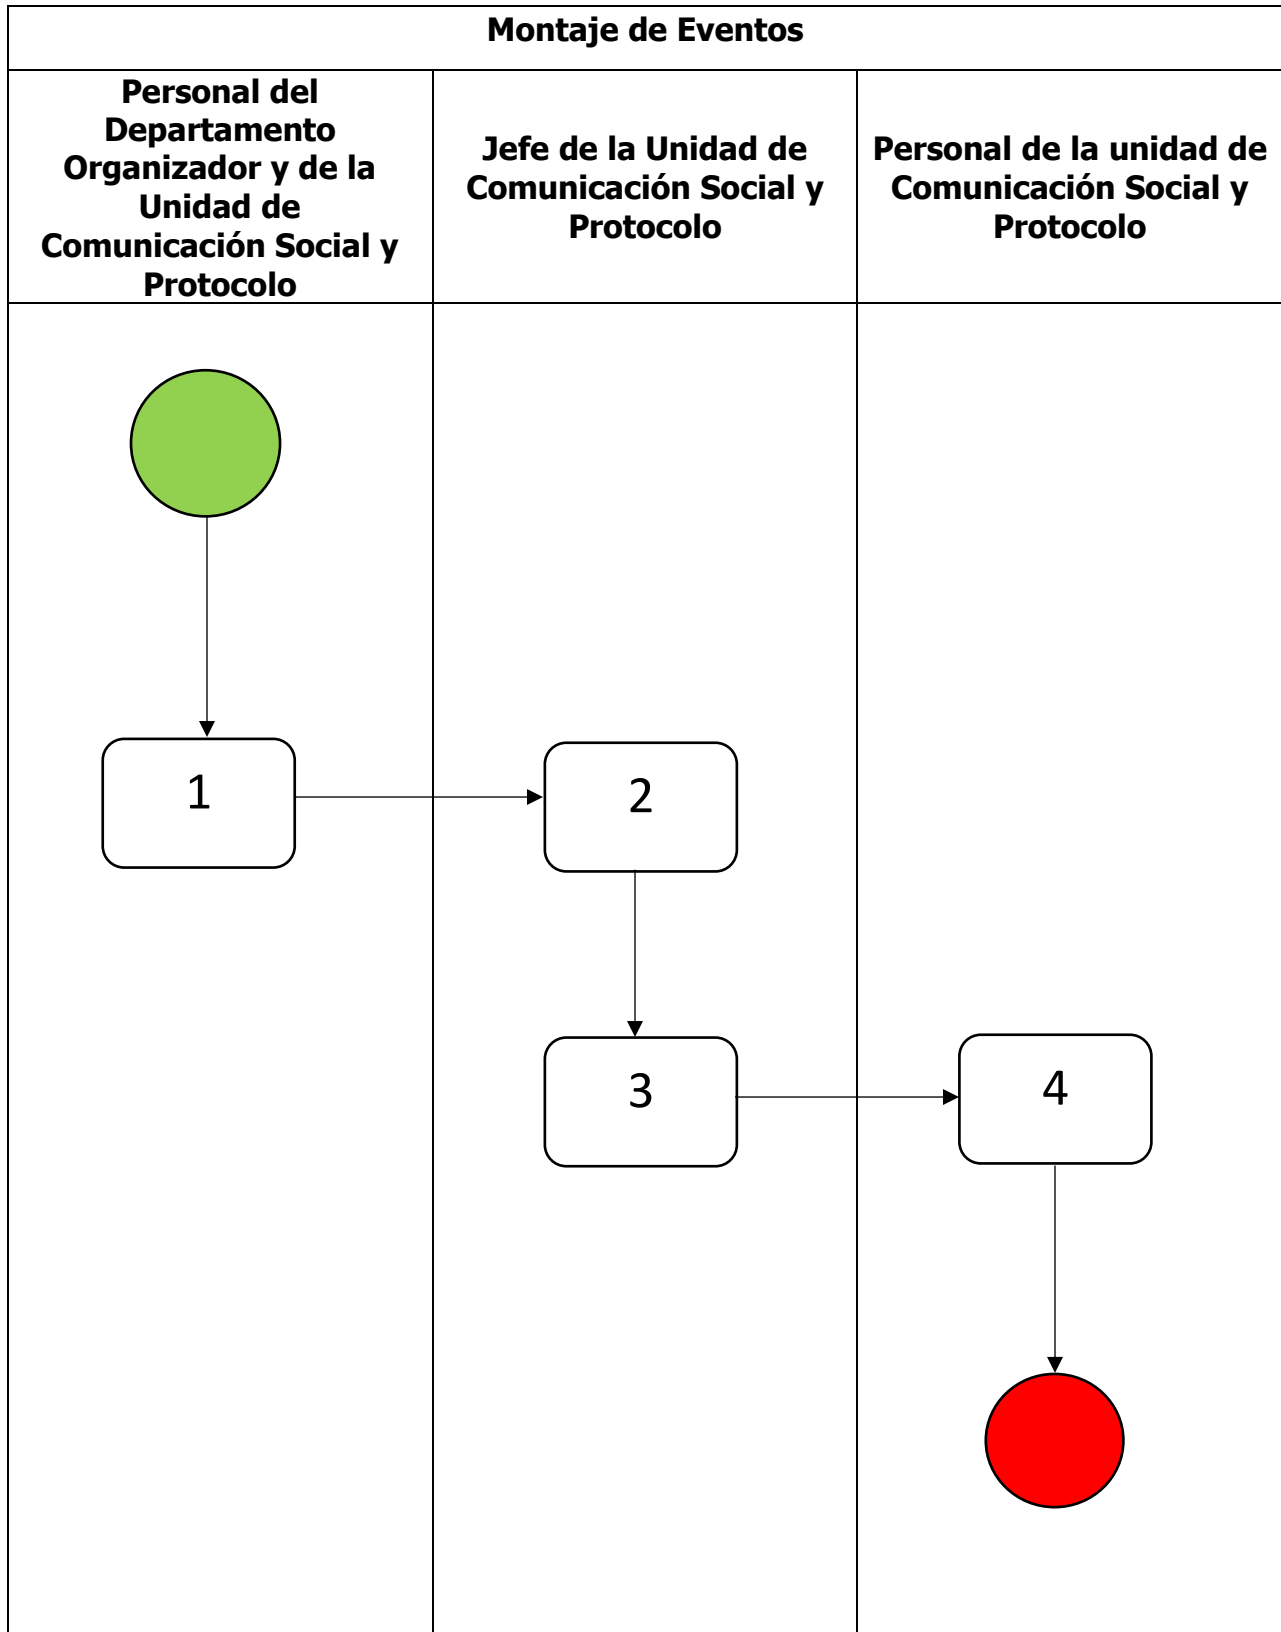 Montaje de Eventos
Personal del
Departamento
Organizador y de la
Unidad de
Comunicación Social y
Protocolo
Jefe de la Unidad de
Comunicación Social y
Protocolo
Personal de la unidad de
Comunicación Social y
Protocolo
1
2
3
4